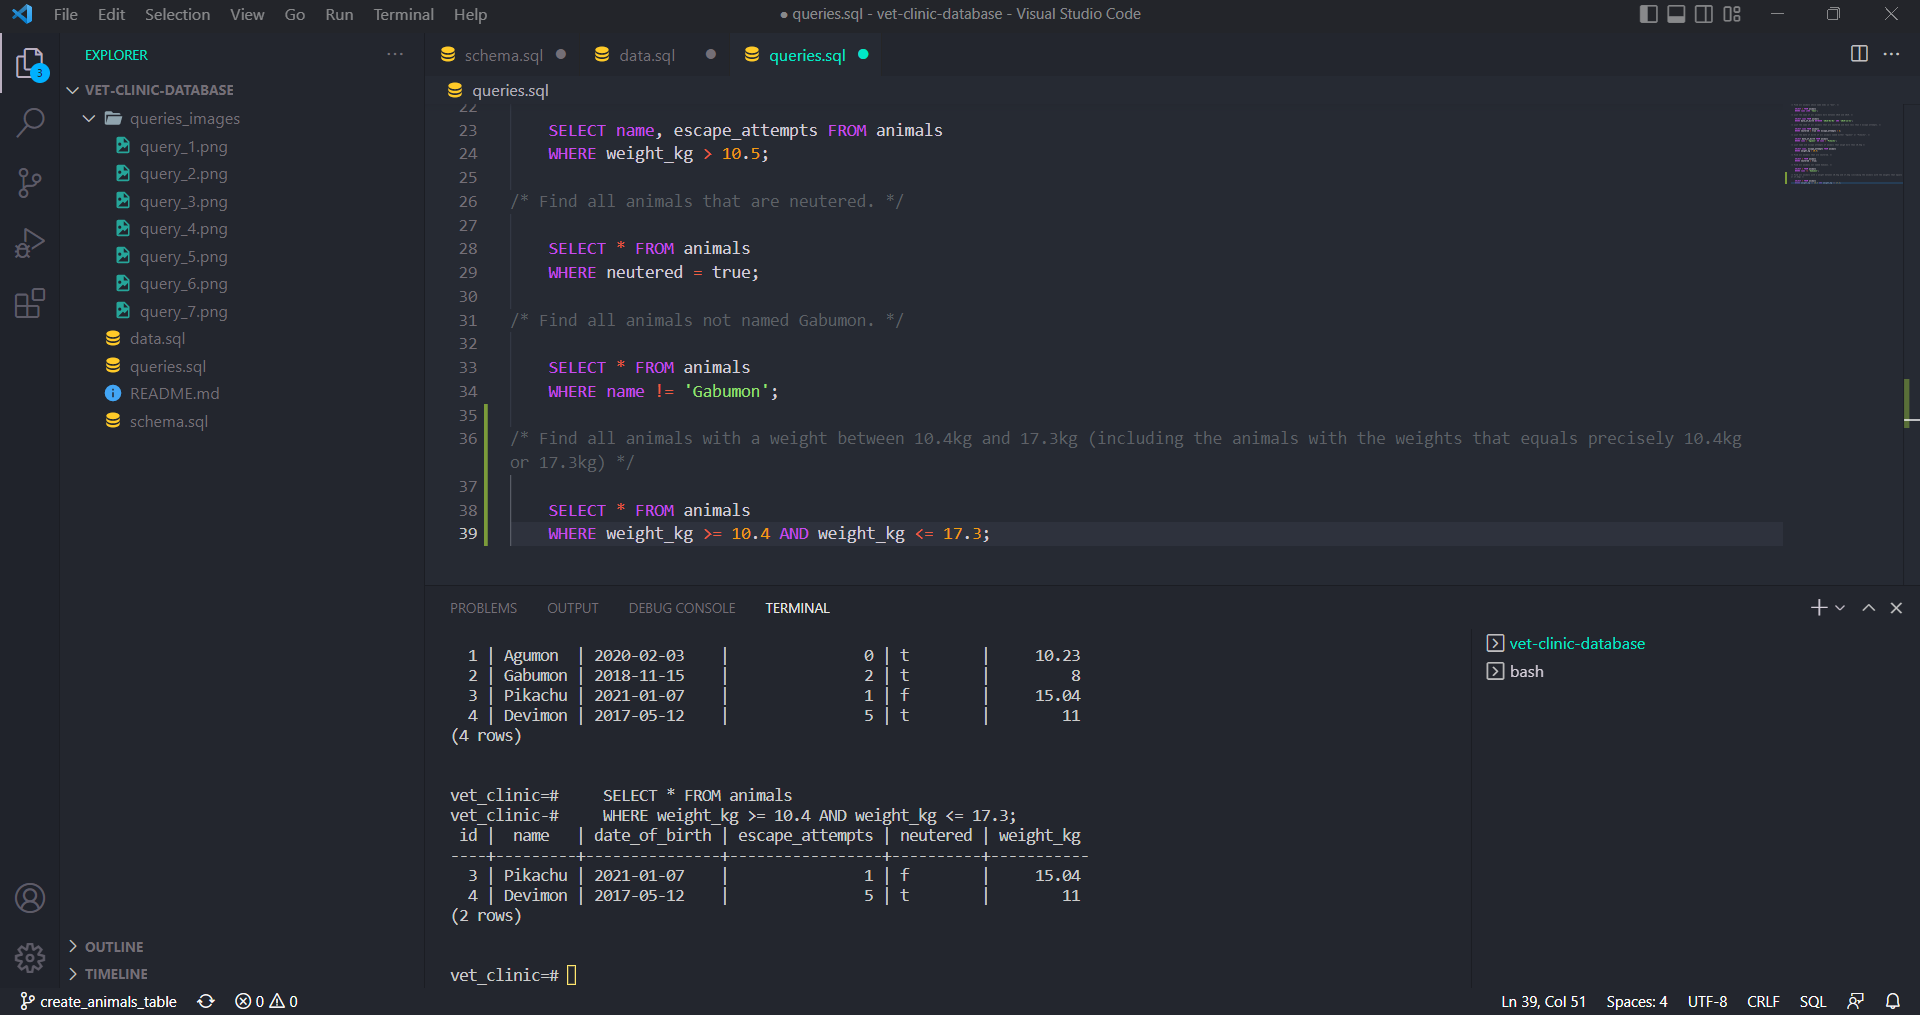 File Edit Selection View Go Run Terminal Help
● queries.sql - vet-clinic-database - Visual Studio Code
EXPLORER
schema.sql
data.sql
queries.sql
3
VET-CLINIC-DATABASE
queries_images
query_1.png
query_2.png
query_3.png
query_4.png
query_5.png
query_6.png
query_7.png
data.sql
queries.sql
README.md
schema.sql
OUTLINE
TIMELINE
queries.sql
22
23 SELECT name, escape_attempts FROM animals
24 WHERE weight_kg > 10.5;
25
26 /* Find all animals that are neutered. */
27
28 SELECT * FROM animals
29 WHERE neutered = true;
30
31 /* Find all animals not named Gabumon. */
32
33 SELECT * FROM animals
34 WHERE name != 'Gabumon';
35
36 /* Find all animals with a weight between 10.4kg and 17.3kg (including the animals with the weights that equals precisely 10.4kg
or 17.3kg) */
37
38 SELECT * FROM animals
39 WHERE weight_kg >= 10.4 AND weight_kg <= 17.3;
PROBLEMS OUTPUT DEBUG CONSOLE TERMINAL
1 | Agumon | 2020-02-03 | 0 | t | 10.23
2 | Gabumon | 2018-11-15 | 2 | t | 8
3 | Pikachu | 2021-01-07 | 1 | f | 15.04
4 | Devimon | 2017-05-12 | 5 | t | 11
(4 rows)
vet_clinic=# SELECT * FROM animals
vet_clinic-# WHERE weight_kg >= 10.4 AND weight_kg <= 17.3;
id | name | date_of_birth | escape_attempts | neutered | weight_kg
----+---------+---------------+-----------------+----------+-----------
3 | Pikachu | 2021-01-07 | 1 | f | 15.04
4 | Devimon | 2017-05-12 | 5 | t | 11
(2 rows)
vet_clinic=#
vet-clinic-database
bash
create_animals_table 0 0
Ln 39, Col 51 Spaces: 4 UTF-8 CRLF SQL